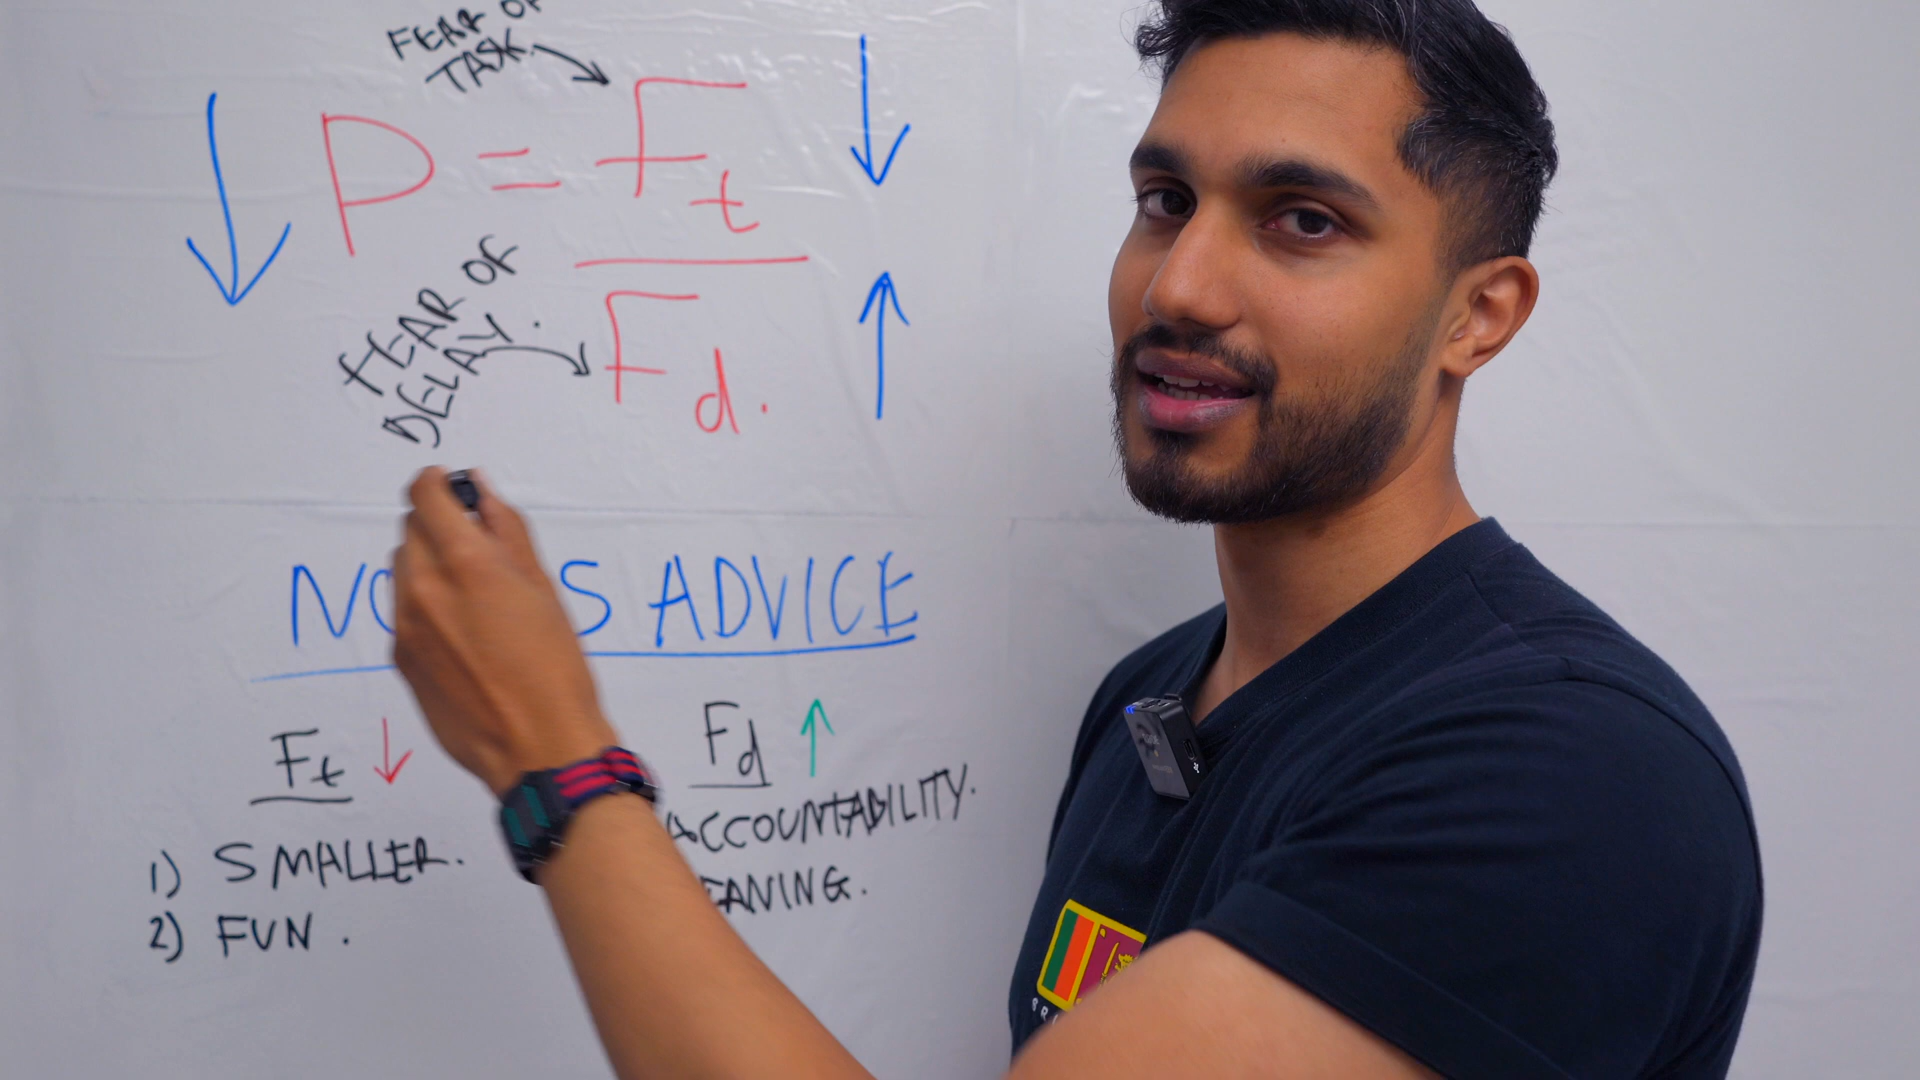 FEAR OF
TASK.
P = Ft
FEAR OF
DELAY.
Fd.
ADVICE
Ft
Fd
1) SMALLER.
ACCOUNTABILITY.
2) FUN.